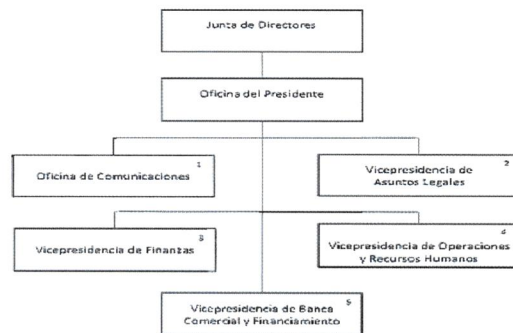 Junta de Directores
Oficina del Presidente
1
Oficina de Comunicaciones
2
Vicepresidencia de
Asuntos Legales
3
Vicepresidencia de Finanzas
4
Vicepresidencia de Operaciones
y Recursos Humanos
5
Vicepresidencia de Banca
Comercial y Financiamiento